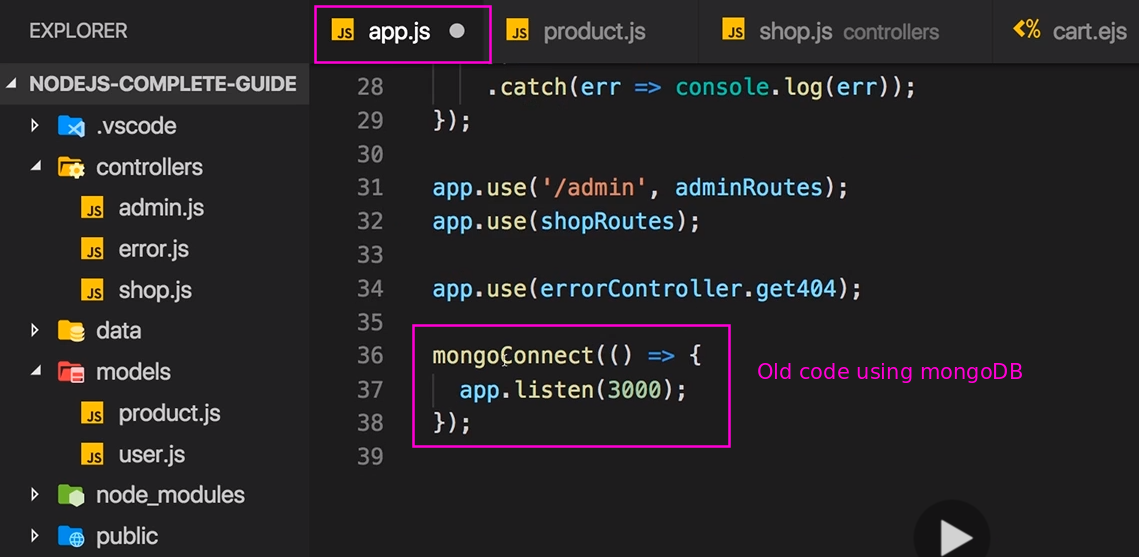 EXPLORER
NODEJS-COMPLETE-GUIDE
.vscode
controllers
JS admin.js
JS error.js
JS shop.js
data
models
JS product.js
JS user.js
node_modules
public
JS app.js
JS product.js
JS shop.js controllers
<% cart.ejs
28 .catch(err => console.log(err));
29 });
30
31 app.use('/admin', adminRoutes);
32 app.use(shopRoutes);
33
34 app.use(errorController.get404);
35
36 mongoConnect(() => {
37 app.listen(3000);
38 });
39
Old code using mongoDB